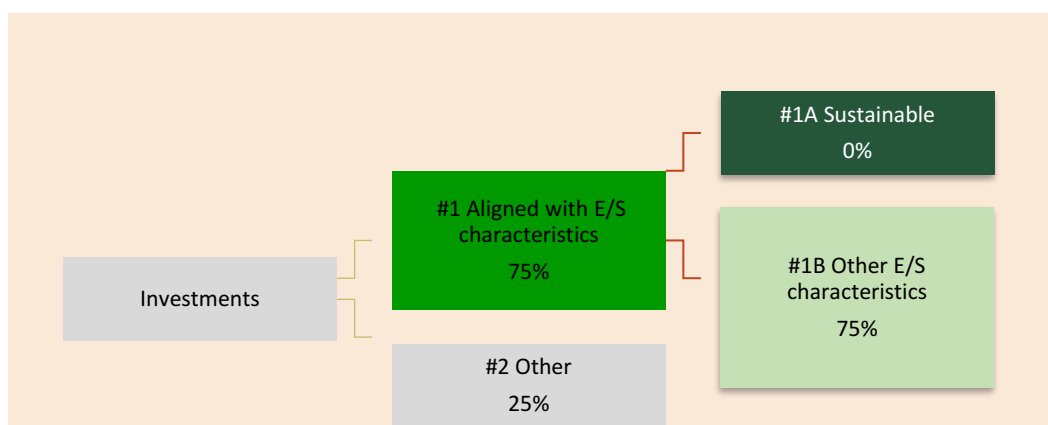 Investments
#1 Aligned with E/S
characteristics
75%
#2 Other
25%
#1A Sustainable
0%
#1B Other E/S
characteristics
75%